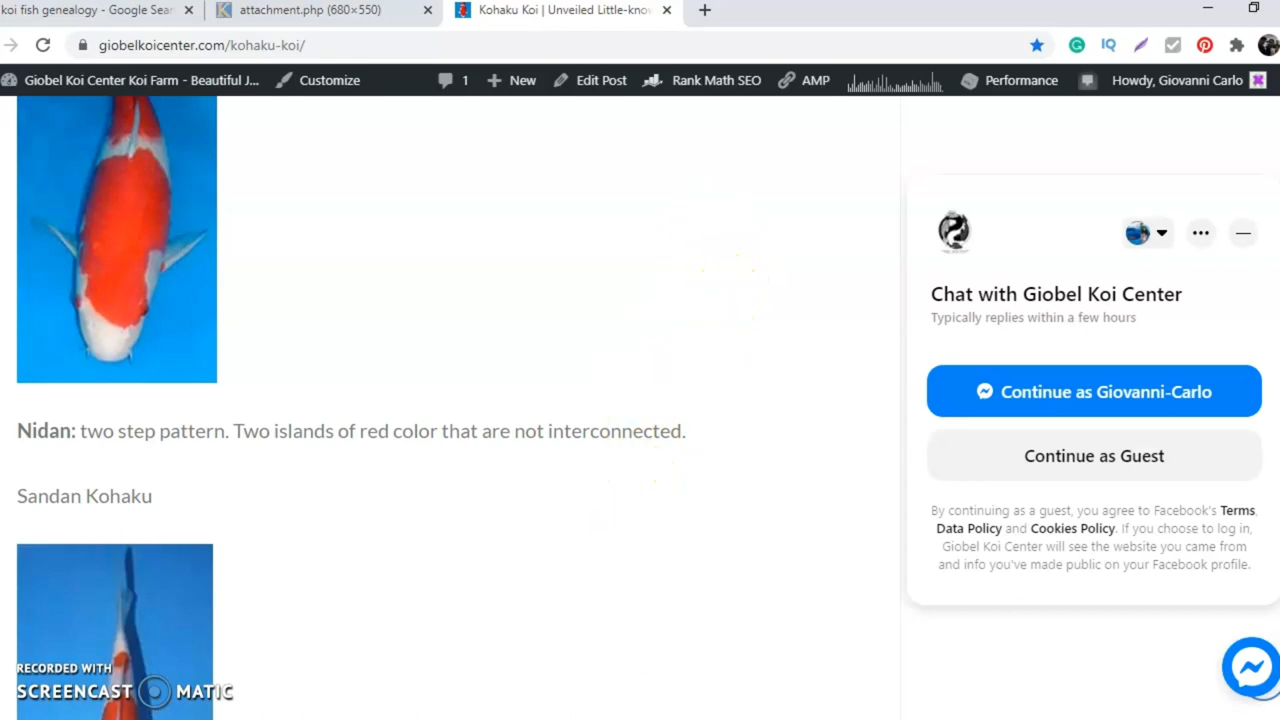 koi fish genealogy - Google Sear
attachment.php (680×550)
Kohaku Koi | Unveiled Little-kno
giobelkoicenter.com/kohaku-koi/
IQ
Giobel Koi Center Koi Farm - Beautiful J...
Customize
1
New
Edit Post
Rank Math SEO
AMP
Performance
Howdy, Giovanni Carlo
Nidan: two step pattern. Two islands of red color that are not interconnected.
Sandan Kohaku
RECORDED WITH
SCREENCAST MATIC
Chat with Giobel Koi Center
Typically replies within a few hours
Continue as Giovanni-Carlo
Continue as Guest
By continuing as a guest, you agree to Facebook's Terms,
Data Policy and Cookies Policy. If you choose to log in,
Giobel Koi Center will see the website you came from
and info you've made public on your Facebook profile.